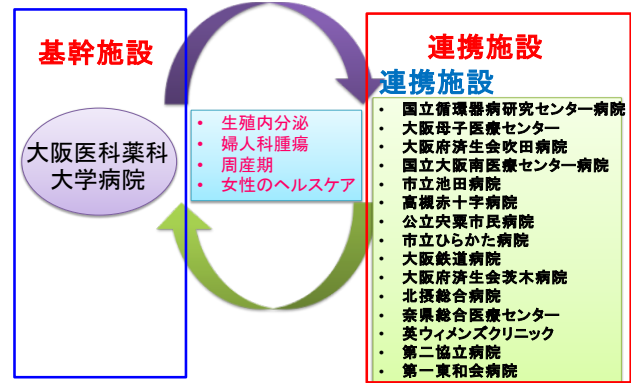 基幹施設
大阪医科薬科
大学病院
・ 生殖内分泌
・ 婦人科腫瘍
・ 周産期
・ 女性のヘルスケア
連携施設
連携施設
・ 国立循環器病研究センター病院
・ 大阪母子医療センター
・ 大阪府済生会吹田病院
・ 国立大阪南医療センター病院
・ 市立池田病院
・ 高槻赤十字病院
・ 公立宍粟市民病院
・ 市立ひらかた病院
・ 大阪鉄道病院
・ 大阪府済生会茨木病院
・ 北摂総合病院
・ 奈県総合医療センター
・ 英ウィメンズクリニック
・ 第二協立病院
・ 第一東和会病院